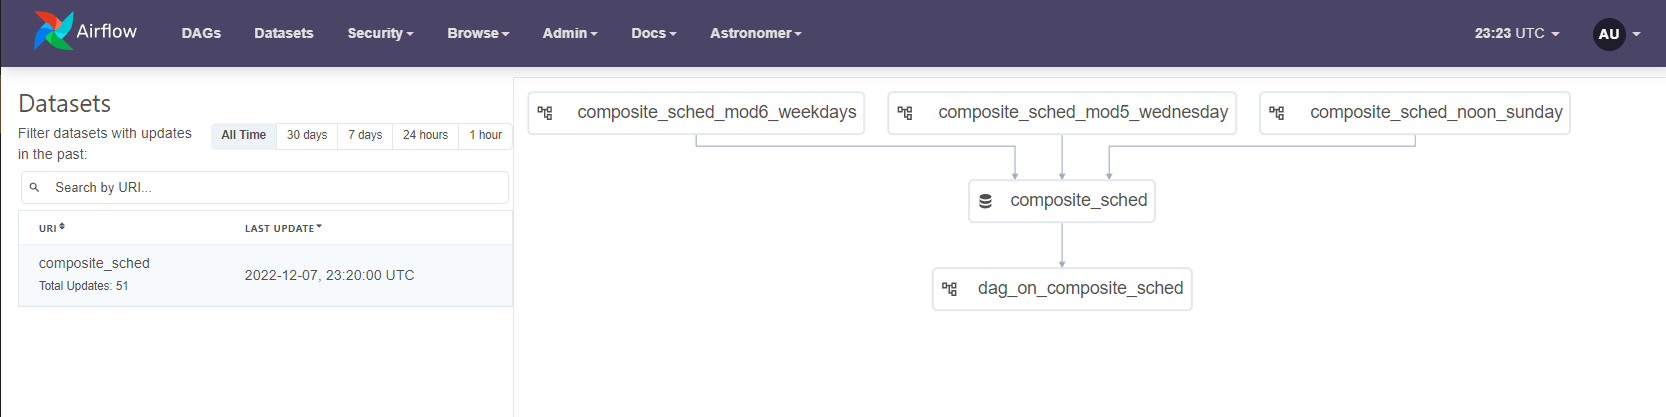 Airflow
DAGs
Datasets
Security
Browse
Admin
Docs
Astronomer
23:23 UTC
AU
Datasets
Filter datasets with updates
in the past:
All Time
30 days
7 days
24 hours
1 hour
Search by URI...
URI
LAST UPDATE
composite_sched
Total Updates: 51
2022-12-07, 23:20:00 UTC
composite_sched_mod6_weekdays
composite_sched_mod5_wednesday
composite_sched_noon_sunday
composite_sched
dag_on_composite_sched